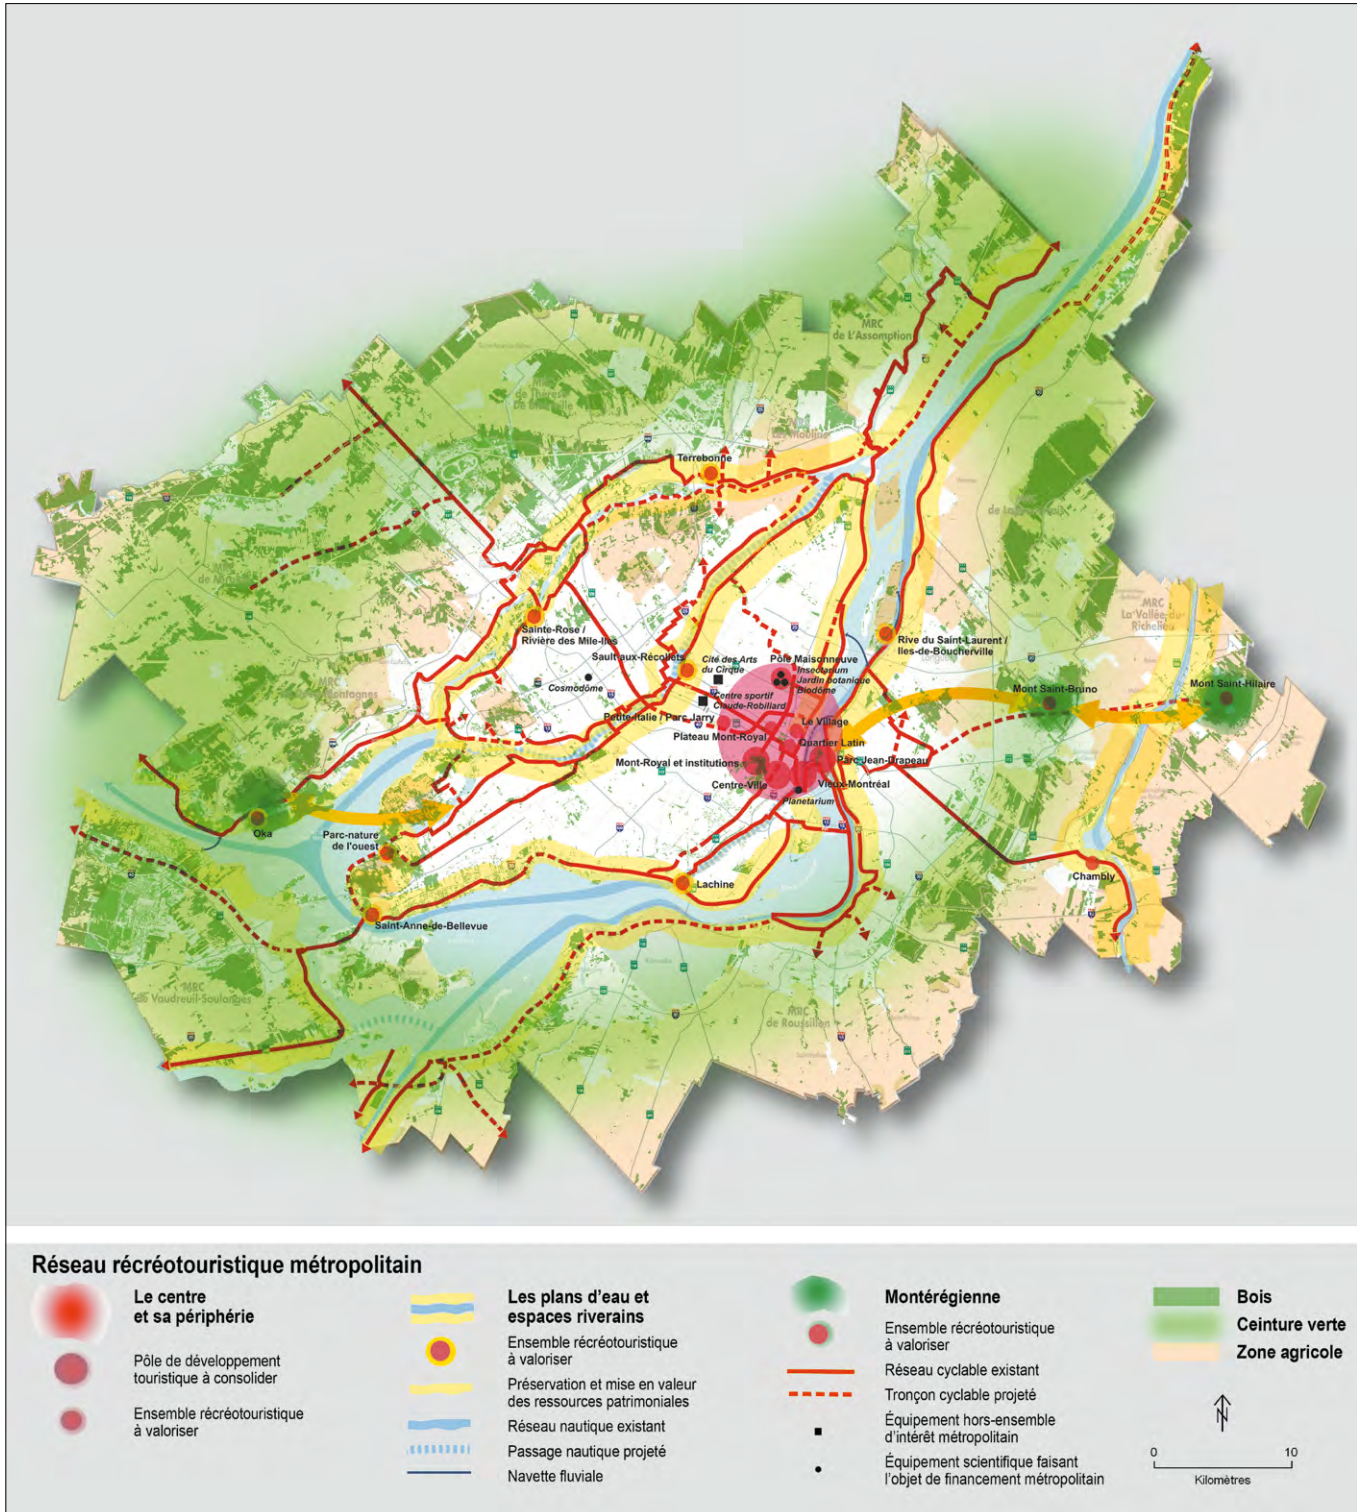 MRC
de L'Assomption
de Thérèse
Terrebonne
MRC
La Vallée-du-
Richelieu
Sainte-Rose /
Rivière des Mile-Iles
Sault-aux-Récollets
Cité des Arts
du Cirque
Pôle Maisonneuve
Insectarium
Jardin botanique
Biodôme
Rive du Saint-Laurent /
Iles-de-Boucherville
Cosmodôme
Centre sportif
Claude-Robillard
Mont Saint-Bruno
Mont Saint-Hilaire
Petite-Italie / Parc Jarry
Le Village
Plateau Mont-Royal
Quartier Latin
Mont-Royal et institutions
Parc Jean-Drapeau
Centre-Ville
Vieux-Montréal
Planétarium
Oka
Parc-nature
de l'ouest
Lachine
Chambly
Saint-Anne-de-Bellevue
MRC
de Vaudreuil-Soulanges
MRC
de Roussillon
Réseau récréotouristique métropolitain
Le centre
et sa périphérie
Pôle de développement
touristique à consolider
Ensemble récréotouristique
à valoriser
Les plans d'eau et
espaces riverains
Ensemble récréotouristique
à valoriser
Préservation et mise en valeur
des ressources patrimoniales
Réseau nautique existant
Passage nautique projeté
Navette fluviale
Montérégienne
Ensemble récréotouristique
à valoriser
Réseau cyclable existant
Tronçon cyclable projeté
Équipement hors-ensemble
d'intérêt métropolitain
Équipement scientifique faisant
l'objet de financement métropolitain
Bois
Ceinture verte
Zone agricole
N
0 10
Kilomètres